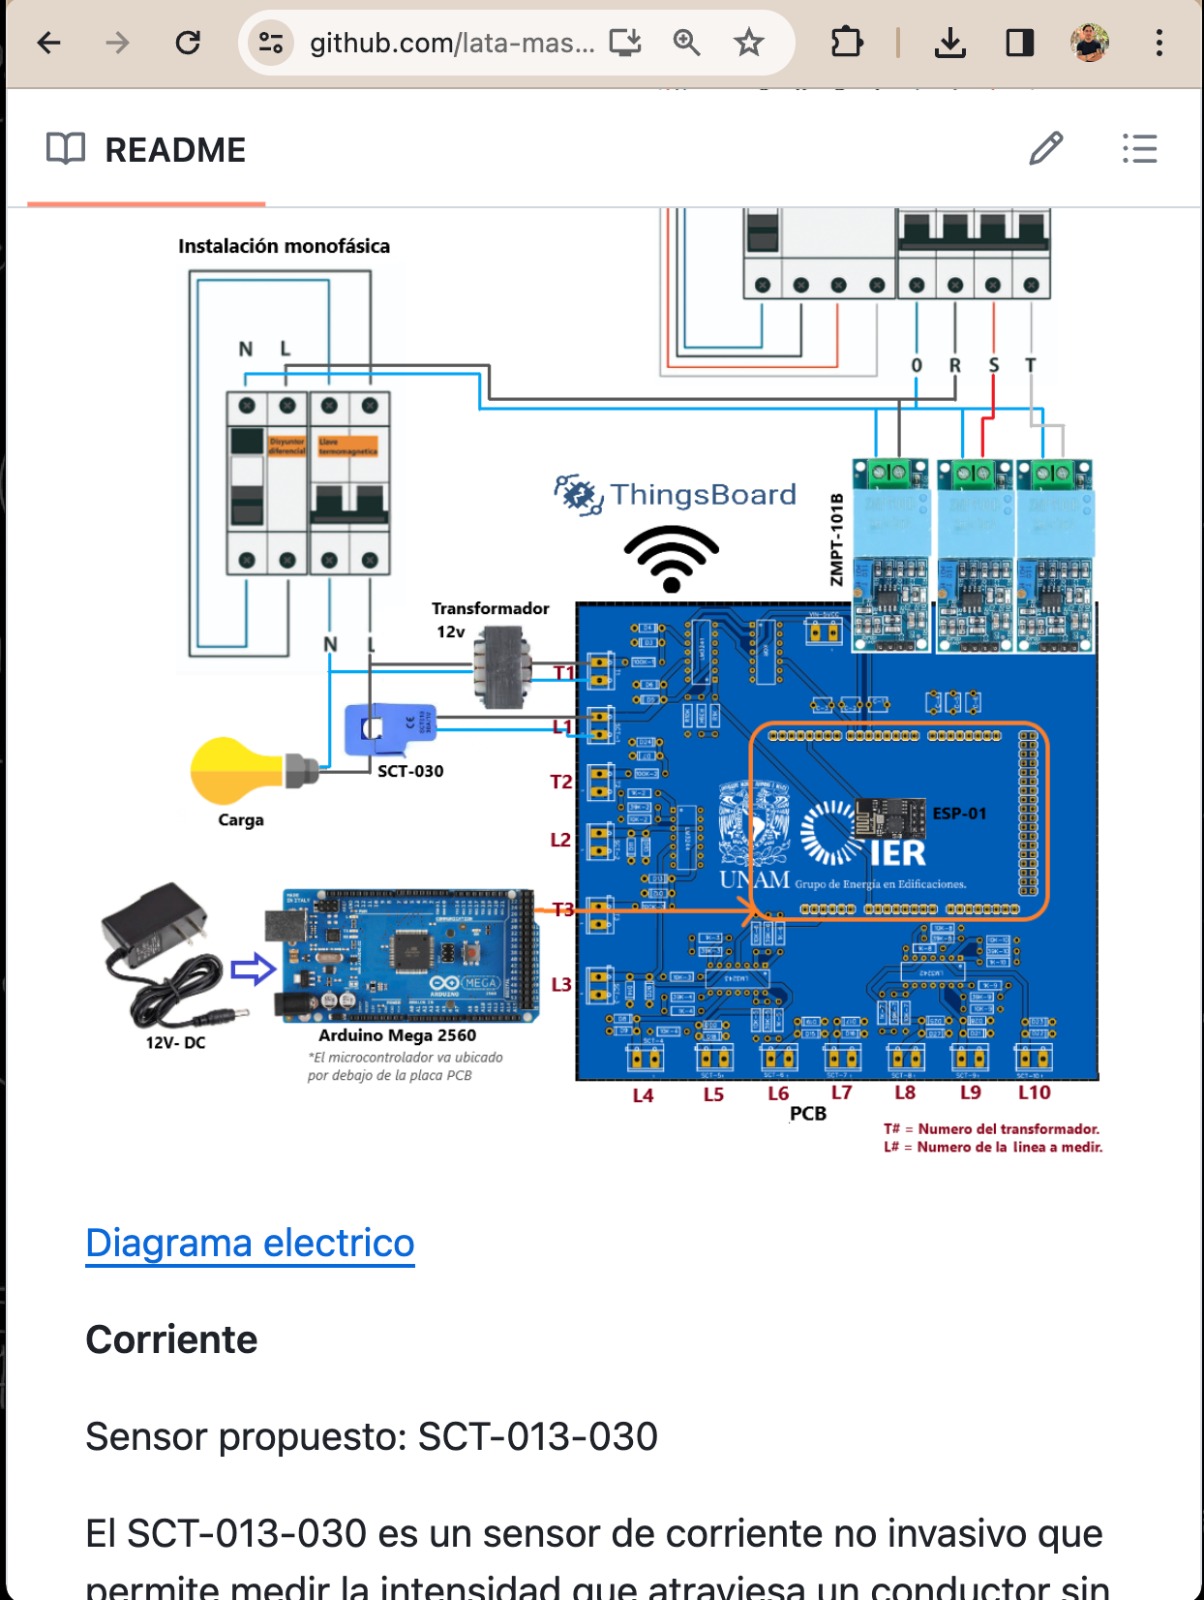 github.com/lata-mas...
README
Instalación monofásica
N L
0 R S T
Disyuntor
diferencial
Llave
termomagnetica
ThingsBoard
ZMPT-101B
N L
Transformador
12v
T1
L1
SCT-030
Carga
T2
L2
T3
L3
ESP-01
UNAM
IER
Grupo de Energía en Edificaciones.
12V- DC
ARDUINO
MEGA
Arduino Mega 2560
*El microcontrolador va ubicado
por debajo de la placa PCB
L4 L5 L6 L7 L8 L9 L10
PCB
T# = Numero del transformador.
L# = Numero de la linea a medir.
Diagrama electrico
Corriente
Sensor propuesto: SCT-013-030
El SCT-013-030 es un sensor de corriente no invasivo que
permite medir la intensidad que atraviesa un conductor sin